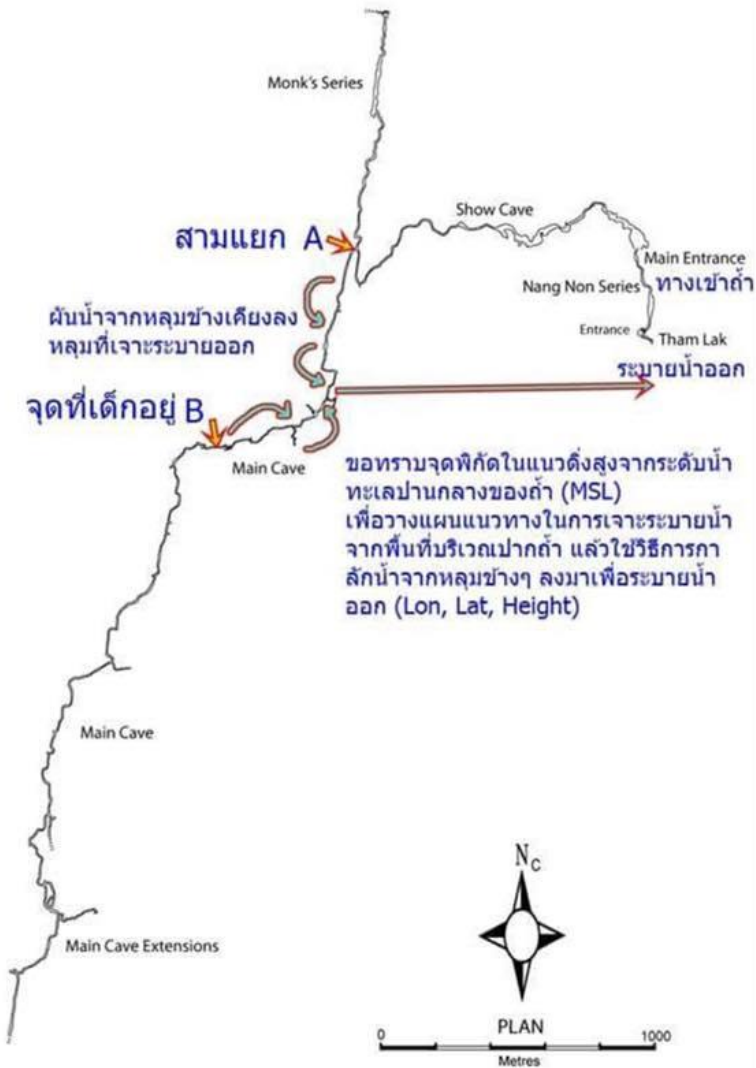 Monk's Series
Show Cave
สามแยก A
Main Entrance
ทางเข้าถ้ำ
Nang Non Series
ผันน้ำจากหลุมข้างเคียงลง
หลุมที่เจาะระบายออก
Entrance
Tham Lak
ระบายน้ำออก
จุดที่เด็กอยู่ B
Main Cave
ขอทราบจุดพิกัดในแนวดิ่งสูงจากระดับน้ำ
ทะเลปานกลางของถ้ำ (MSL)
เพื่อวางแผนแนวทางในการเจาะระบายน้ำ
จากพื้นที่บริเวณปากถ้ำ แล้วใช้วิธีการกา
ลักน้ำจากหลุมข้างๆ ลงมาเพื่อระบายน้ำ
ออก (Lon, Lat, Height)
Main Cave
Main Cave Extensions
Nc
PLAN
0 1000
Metres